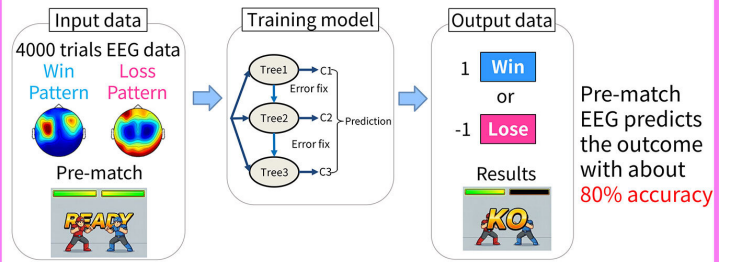 Input data
4000 trials EEG data
Win
Pattern
Loss
Pattern
Pre-match
READY
Training model
Tree1
C1
Error fix
Tree2
C2
Prediction
Error fix
Tree3
C3
Output data
1 Win
or
-1 Lose
Results
KO
Pre-match
EEG predicts
the outcome
with about
80% accuracy